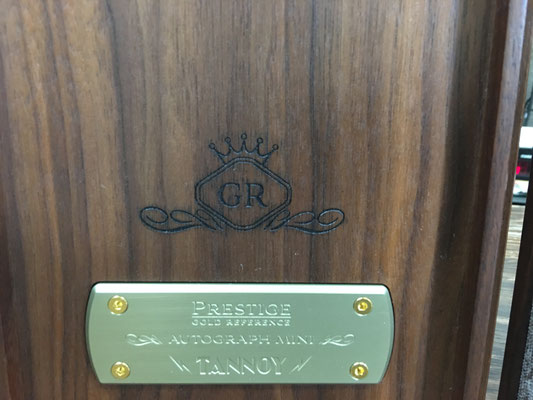 GR
PRESTIGE
GOLD REFERENCE
AUTOGRAPH MINI
TANNOY